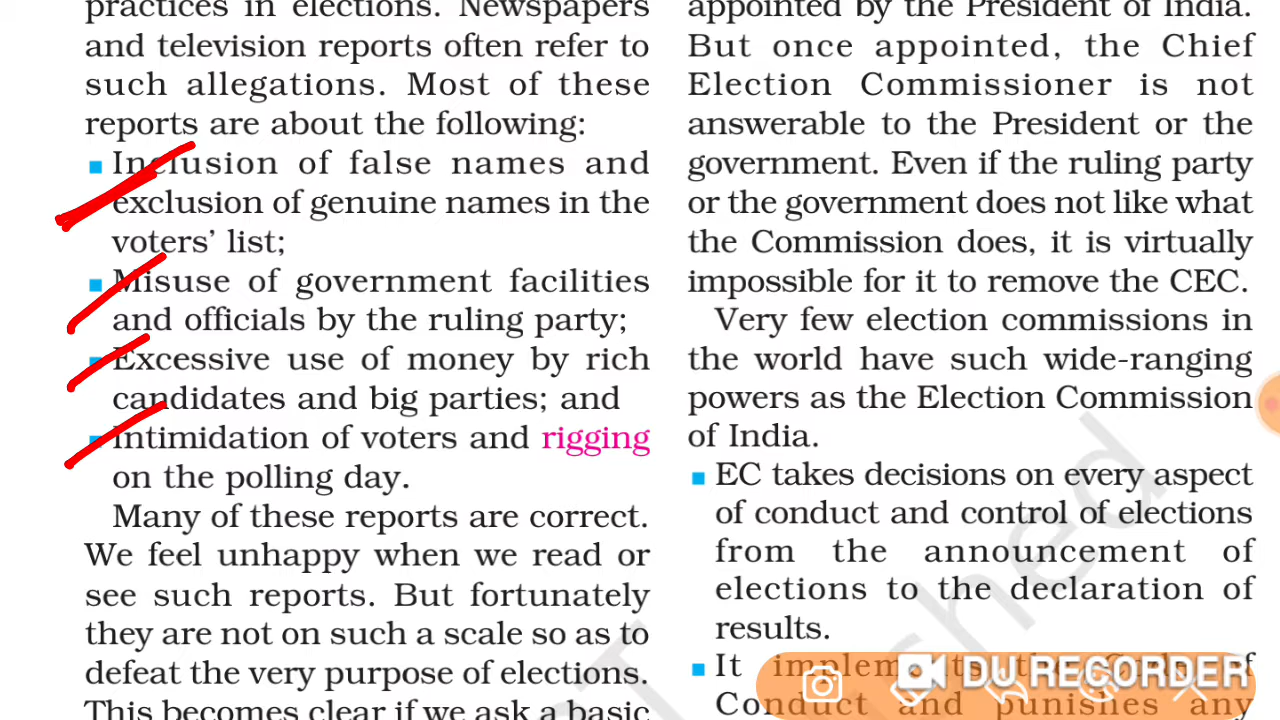 practices in elections. Newspapers
and television reports often refer to
such allegations. Most of these
reports are about the following:
Inclusion of false names and
exclusion of genuine names in the
voters' list;
Misuse of government facilities
and officials by the ruling party;
Excessive use of money by rich
candidates and big parties; and
Intimidation of voters and rigging
on the polling day.
Many of these reports are correct.
We feel unhappy when we read or
see such reports. But fortunately
they are not on such a scale so as to
defeat the very purpose of elections.
This becomes clear if we ask a basic
appointed by the President of India.
But once appointed, the Chief
Election Commissioner is not
answerable to the President or the
government. Even if the ruling party
or the government does not like what
the Commission does, it is virtually
impossible for it to remove the CEC.
Very few election commissions in
the world have such wide-ranging
powers as the Election Commission
of India.
EC takes decisions on every aspect
of conduct and control of elections
from the announcement of
elections to the declaration of
results.
It
Conduct and punishes any
DU RECORDER